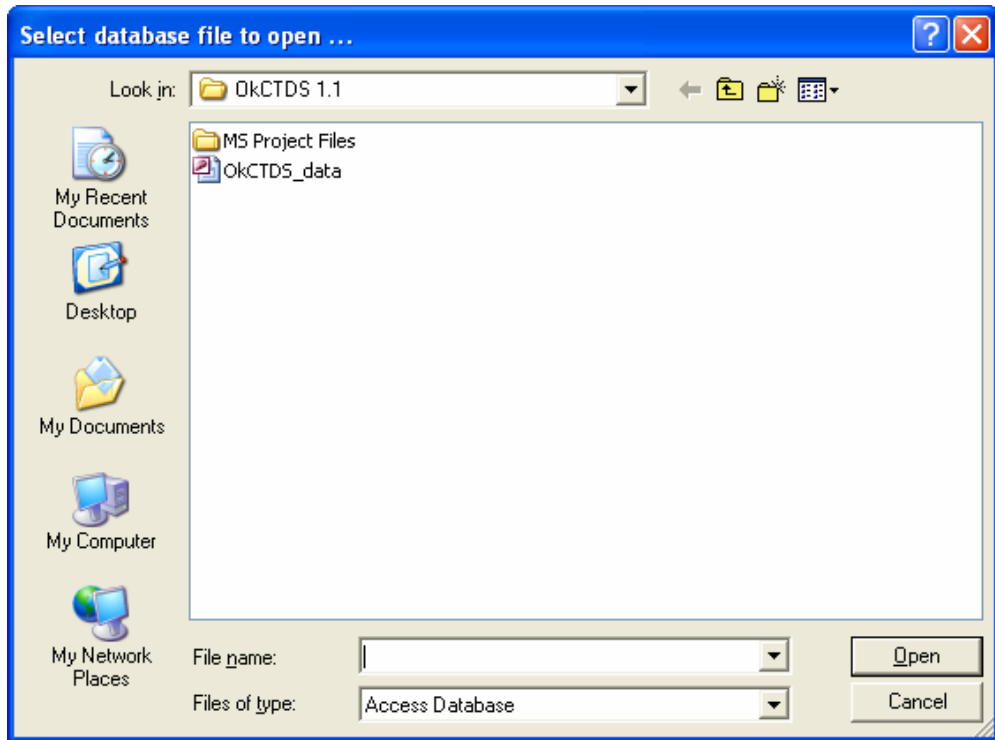 Select database file to open ...
Look in:
OkCTDS 1.1
MS Project Files
OkCTDS_data
My Recent
Documents
Desktop
My Documents
My Computer
My Network
Places
File name:
Open
Files of type:
Access Database
Cancel